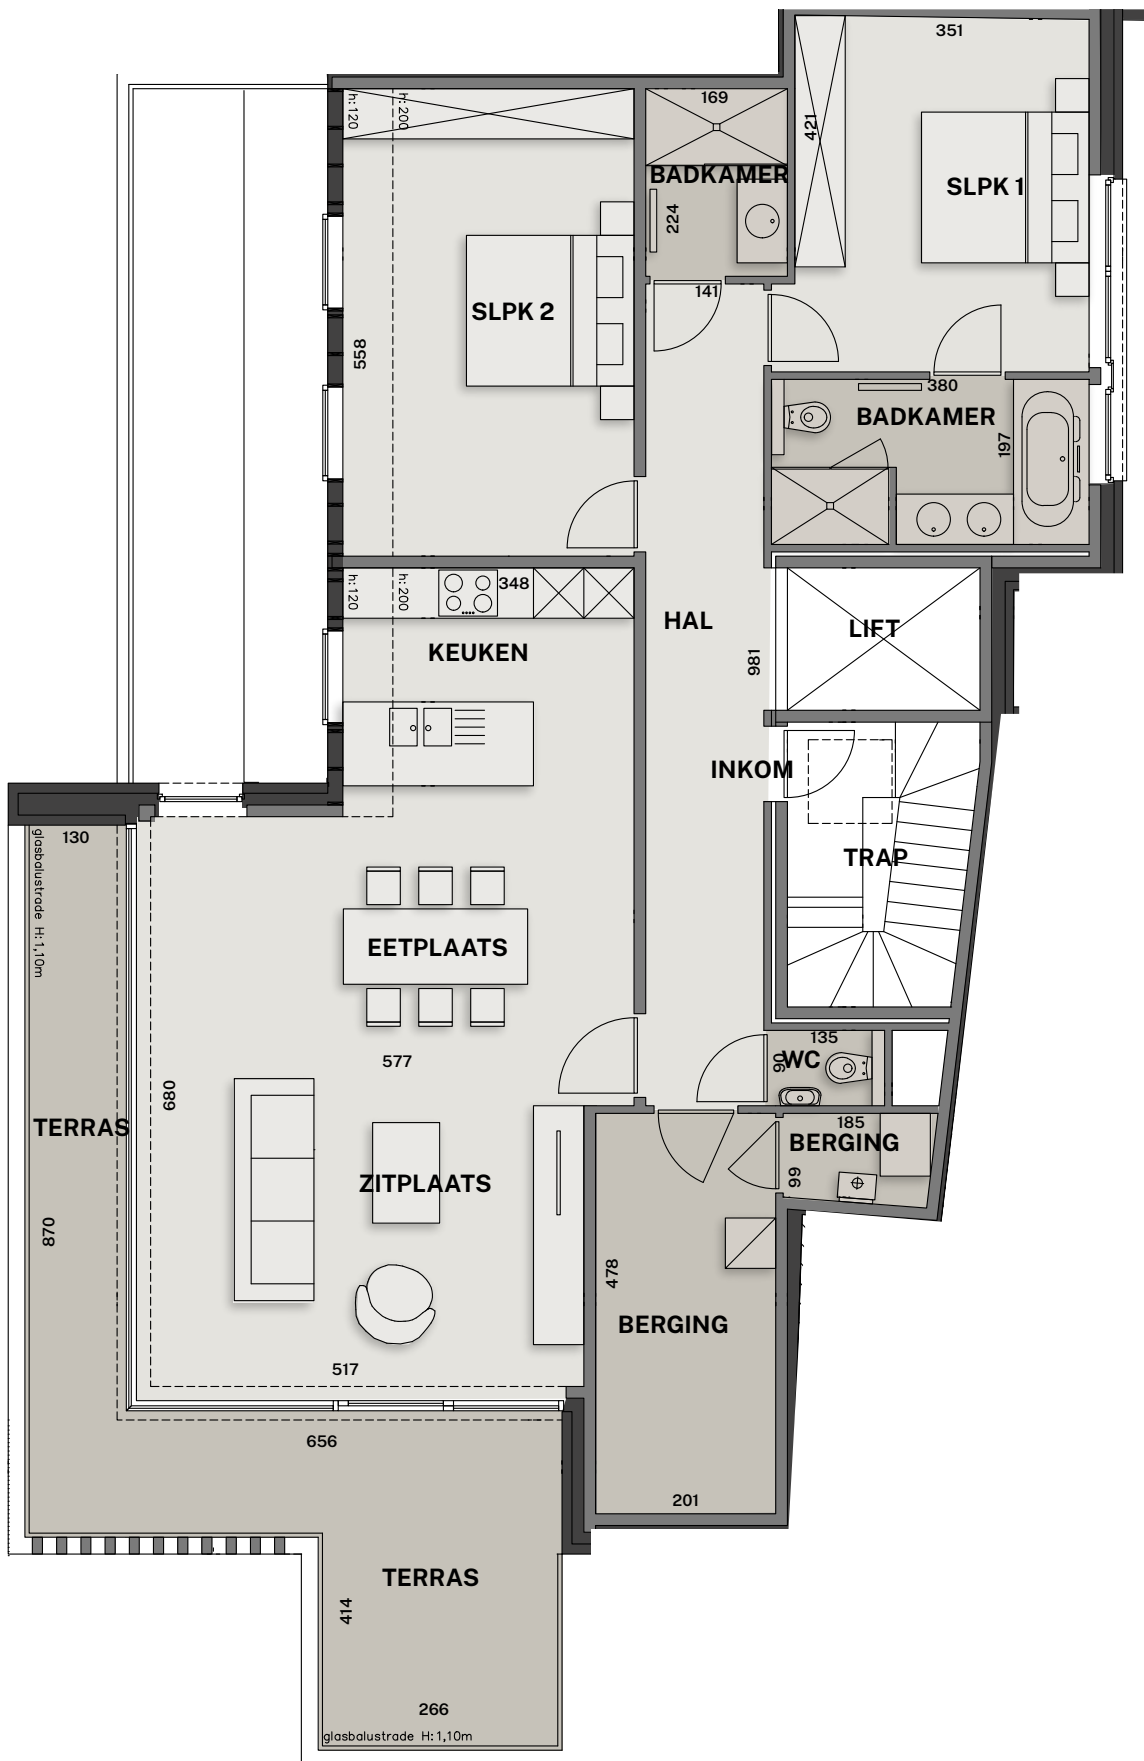 351
h:120
h:200
169
421
BADKAMER
SLPK 1
224
141
SLPK 2
558
380
BADKAMER
197
h:120
h:200
348
HAL
LIFT
KEUKEN
981
INKOM
130
glasbalustrade H:1,10m
TRAP
EETPLAATS
577
135
90
WC
680
TERRAS
185
BERGING
99
ZITPLAATS
870
478
BERGING
517
656
201
TERRAS
414
266
glasbalustrade H:1,10m